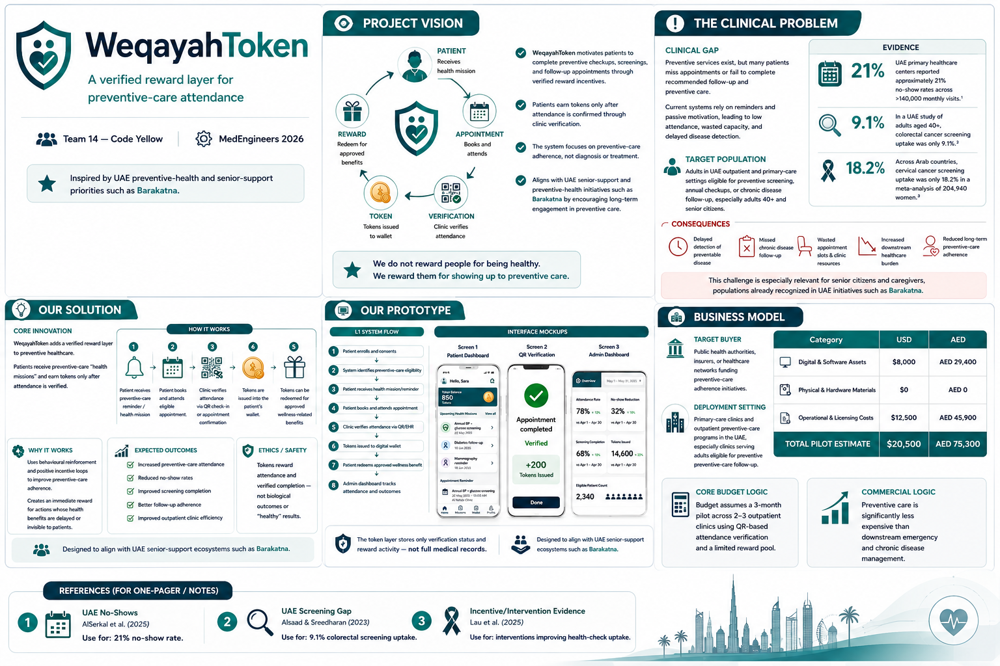 WeqayahToken
A verified reward layer for
preventive-care attendance
Team 14 — Code Yellow
MedEngineers 2026
Inspired by UAE preventive-health and senior-support
priorities such as Barakatna.
PROJECT VISION
PATIENT
Receives
health mission
APPOINTMENT
Books and
attends
VERIFICATION
Clinic verifies
attendance
TOKEN
Tokens issued
to wallet
REWARD
Redeem for
approved
benefits
WeqayahToken motivates patients to
complete preventive checkups, screenings,
and follow-up appointments through
verified reward incentives.
Patients earn tokens only after
attendance is confirmed through
clinic verification.
The system focuses on preventive-care
adherence, not diagnosis or treatment.
Aligns with UAE senior-support and
preventive-health initiatives such as
Barakatna by encouraging long-term
engagement in preventive care.
We do not reward people for being healthy.
We reward them for showing up to preventive care.
THE CLINICAL PROBLEM
CLINICAL GAP
Preventive services exist, but many patients
miss appointments or fail to complete
recommended follow-up and
preventive care.
Current systems rely on reminders and
passive motivation, leading to low
attendance, wasted capacity, and
delayed disease detection.
TARGET POPULATION
Adults in UAE outpatient and primary-care
settings eligible for preventive screening,
annual checkups, or chronic disease
follow-up, especially adults 40+ and
senior citizens.
EVIDENCE
21%
UAE primary healthcare
centers reported
approximately 21%
no-show rates across
>140,000 monthly visits.¹
9.1%
In a UAE study of
adults aged 40+,
colorectal cancer screening
uptake was only 9.1%.²
18.2%
Across Arab countries,
cervical cancer screening
uptake was only 18.2% in a
meta-analysis of 204,940
women.³
CONSEQUENCES
Delayed
detection of
preventable
disease
Missed
chronic disease
follow-up
Wasted
appointment
slots & clinic
resources
Increased
downstream
healthcare
burden
Reduced long-term
preventive-care
adherence
This challenge is especially relevant for senior citizens and caregivers,
populations already recognized in UAE initiatives such as Barakatna.
OUR SOLUTION
CORE INNOVATION
WeqayahToken adds a verified reward layer
to preventive healthcare.
Patients receive preventive-care "health
missions" and earn tokens only after
attendance is verified.
HOW IT WORKS
1
Patient receives
preventive-care
reminder /
health mission
2
Patient books
and attends
eligible
appointment.
3
Clinic verifies
attendance
via QR check-in
or appointment
confirmation
6
Tokens are
issued into the
patient's
wallet.
5
Tokens can be
redeemed for
approved
wellness-related
benefits
WHY IT WORKS
Uses behavioural reinforcement
and positive incentive loops
to improve preventive-care
adherence.
Creates an immediate reward
for actions whose health
benefits are delayed or
invisible to patients.
EXPECTED OUTCOMES
Increased preventive-care attendance
Reduced no-show rates
Improved screening completion
Better follow-up adherence
Improved outpatient clinic efficiency
ETHICS / SAFETY
Tokens reward
attendance and
verified completion —
not biological
outcomes or
"healthy" results.
Designed to align with UAE senior-support ecosystems such as Barakatna.
OUR PROTOTYPE
L1 SYSTEM FLOW
1 Patient enrolls and consents
2 System identifies preventive-care eligibility
3 Patient receives health mission/reminder
4 Patient books and attends appointment
5 Clinic verifies attendance via QR/EHR
6 Tokens issued to digital wallet
7 Patient redeems approved wellness benefit
8 Admin dashboard tracks
attendance and outcomes
INTERFACE MOCKUPS
Screen 1
Patient Dashboard
Hello, Sara
Token Balance
850
Tokens
Upcoming Health Missions View all
Annual BP +
glucose screening
22 May 2025
Diabetes follow-up
10 Jun 2025
Mammography
reminder
18 Jun 2025
Appointment Reminder
Annual BP + glucose screening
Al Nahda Clinic
Home
Missions
Wallet
Profile
Screen 2
QR Verification
Appointment
completed
Verified
+200
Tokens Issued
Done
Screen 3
Admin Dashboard
Overview
May 1 – May 31, 2025
Attendance Rate
78% + 12%
vs Apr 1 – Apr 30
No-show Reduction
32%
vs Apr 1 – Apr 30
Screening Completion
68%
vs Apr 1 – Apr 30
Tokens Issued
14,600
vs Apr 1 – Apr 30
Eligible Patient Count
2,340
The token layer stores only verification status and
reward activity — not full medical records.
Designed to align with UAE senior-support
ecosystems such as Barakatna.
BUSINESS MODEL
TARGET BUYER
Public health authorities,
insurers, or healthcare
networks funding
preventive-care
adherence initiatives.
DEPLOYMENT SETTING
Primary-care clinics and
outpatient preventive-care
programs in the UAE,
especially clinics serving
adults eligible for preventive
preventive-care follow-up.
Category USD AED
Digital & Software Assets $8,000 AED 29,400
Physical & Hardware Materials $0 AED 0
Operational & Licensing Costs $12,500 AED 45,900
TOTAL PILOT ESTIMATE $20,500 AED 75,300
CORE BUDGET LOGIC
Budget assumes a 3-month
pilot across 2–3 outpatient
clinics using QR-based
attendance verification
and a limited reward pool.
COMMERCIAL LOGIC
Preventive care is
significantly less
expensive than
downstream emergency
and chronic disease
management.
REFERENCES (FOR ONE-PAGER / NOTES)
1
UAE No-Shows
AlSerkal et al. (2025)
Use for: 21% no-show rate.
2
UAE Screening Gap
Alsaad & Sreedharan (2023)
Use for: 9.1% colorectal screening uptake.
3
Incentive/Intervention Evidence
Lau et al. (2025)
Use for: interventions improving health-check uptake.